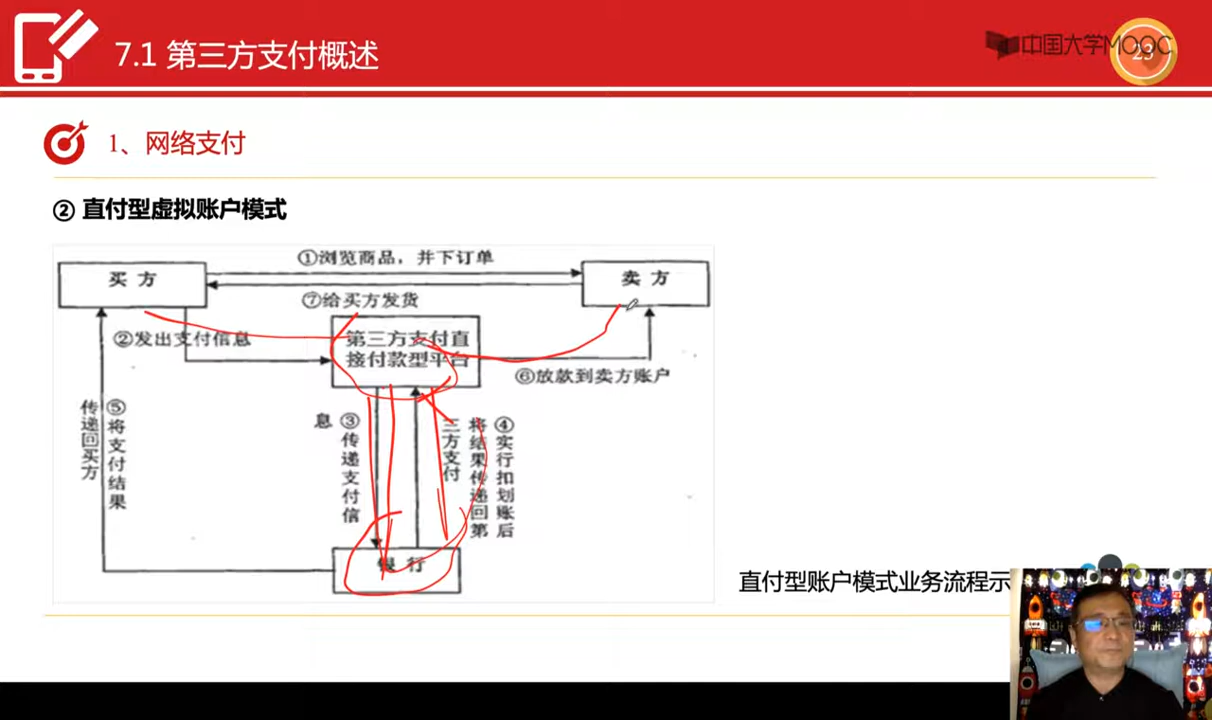 7.1 第三方支付概述
中国大学MOOC
23
1、网络支付
② 直付型虚拟账户模式
①浏览商品，并下订单
买方
卖方
⑦给买方发货
②发出支付信息
第三方支付直
接付款型平台
⑥放款到卖方账户
⑤将支付结果
传递回买方
③传递支付信
息
④实行扣划账后
将结果传递回第
三方支付
银行
直付型账户模式业务流程示